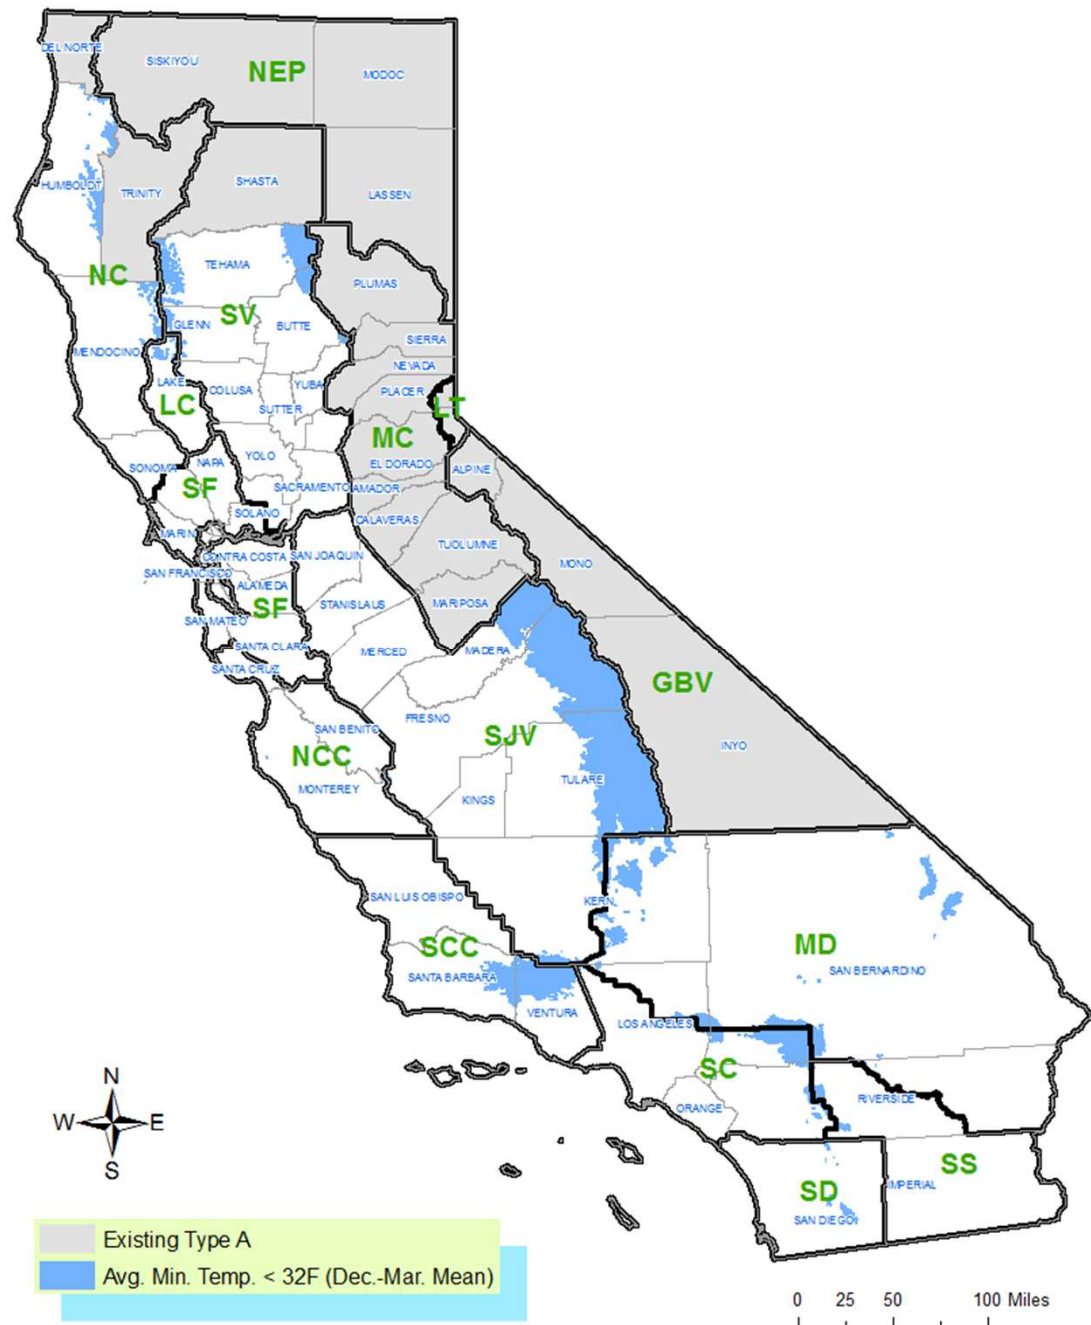 DEL NORTE
SISKIYOU
NEP
MODOC
HUMBOLDT
TRINITY
SHASTA
LASSEN
NC
TEHAMA
PLUMAS
SV
GLENN
BUTTE
SIERRA
MENDOCINO
NEVADA
LAKE
COLUSA
YUBA
PLACER
LC
SUTTER
LT
MC
SONOMA
NAPA
YOLO
EL DORADO
ALPINE
SF
SACRAMENTO
AMADOR
SOLANO
MARIN
CALAVERAS
CONTRA COSTA
SAN JOAQUIN
TUOLUMNE
SAN FRANCISCO
ALAMEDA
MONO
SF
STANISLAUS
MARIPOSA
SAN MATEO
SANTA CLARA
MERCED
MADERA
SANTA CRUZ
GBV
FRESNO
SAN BENITO
SJV
INYO
NCC
MONTEREY
KINGS
TULARE
SAN LUIS OBISPO
KERN
SCC
MD
SANTA BARBARA
SAN BERNARDINO
VENTURA
LOS ANGELES
SC
ORANGE
RIVERSIDE
SS
SD
IMPERIAL
SAN DIEGO
N
W E
S
Existing Type A
Avg. Min. Temp. < 32F (Dec.-Mar. Mean)
0 25 50 100 Miles